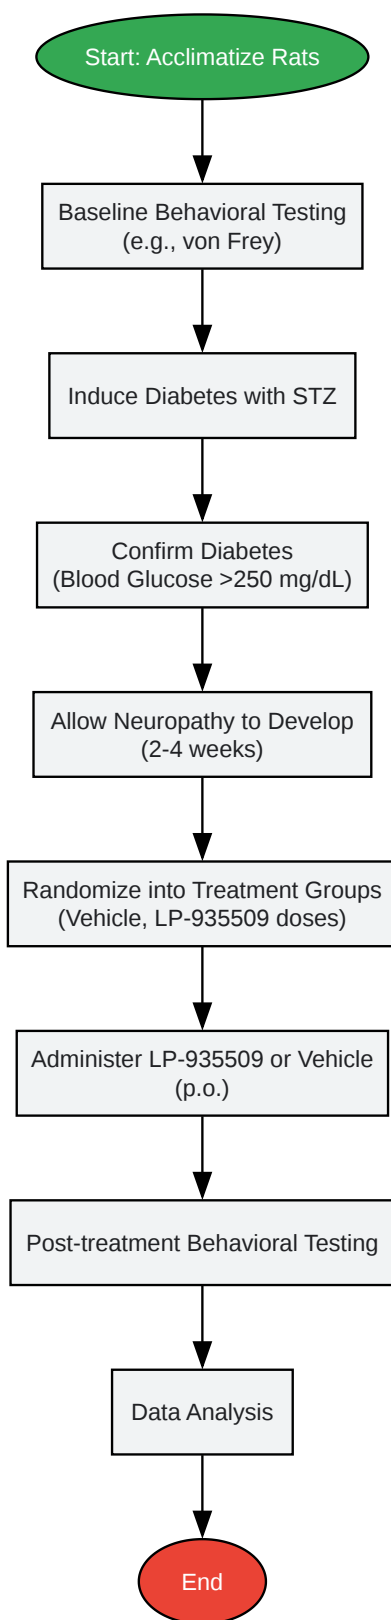 Start: Acclimatize Rats
Baseline Behavioral Testing
(e.g., von Frey)
Induce Diabetes with STZ
Confirm Diabetes
(Blood Glucose >250 mg/dL)
Allow Neuropathy to Develop
(2-4 weeks)
Randomize into Treatment Groups
(Vehicle, LP-935509 doses)
Administer LP-935509 or Vehicle
(p.o.)
Post-treatment Behavioral Testing
Data Analysis
End